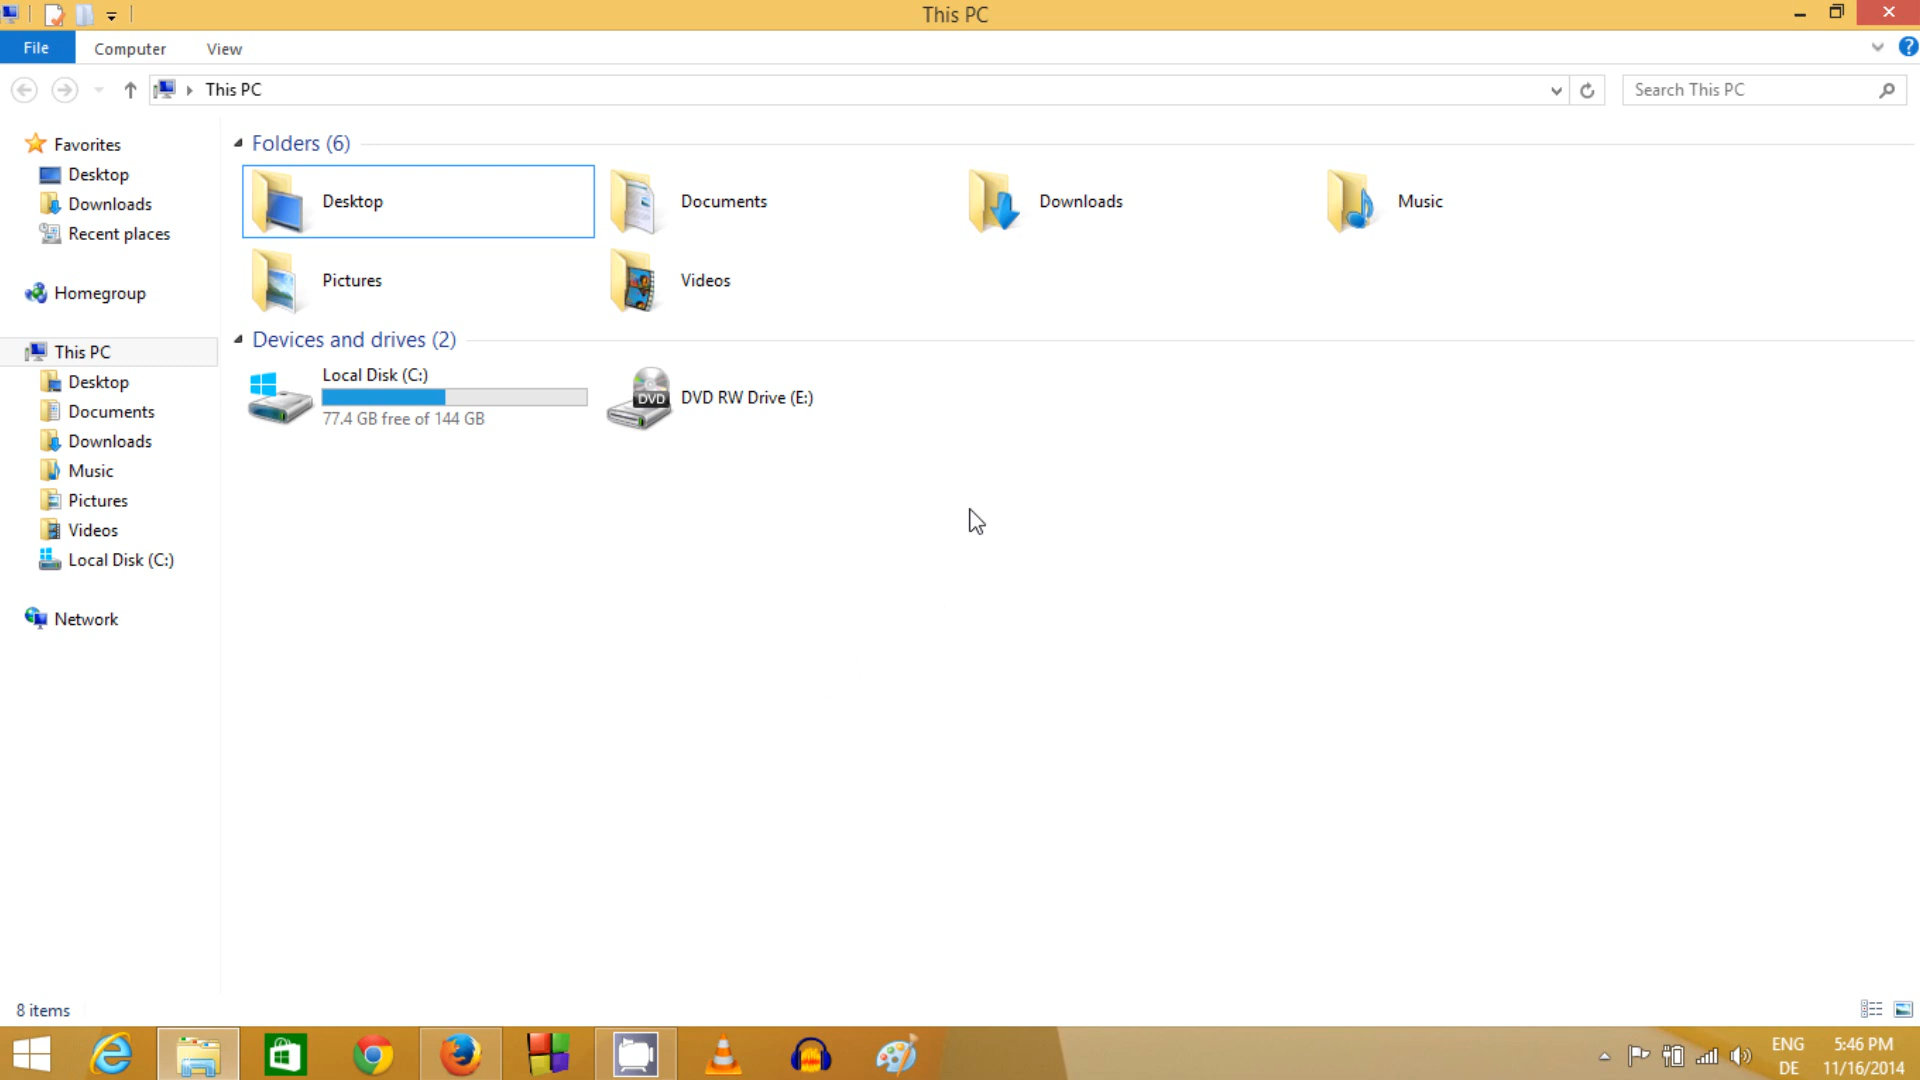 This PC
File Computer View
This PC
Search This PC
Favorites
Desktop
Downloads
Recent places
Homegroup
This PC
Desktop
Documents
Downloads
Music
Pictures
Videos
Local Disk (C:)
Network
Folders (6)
Desktop
Documents
Downloads
Music
Pictures
Videos
Devices and drives (2)
Local Disk (C:)
77.4 GB free of 144 GB
DVD
DVD RW Drive (E:)
8 items
ENG
DE
5:46 PM
11/16/2014